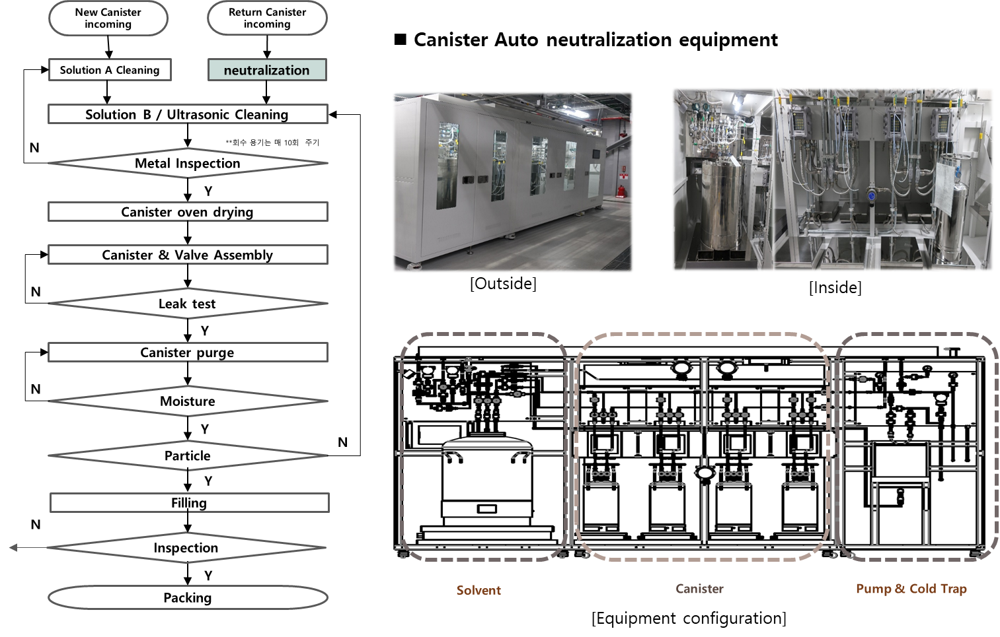 New Canister
incoming
Return Canister
incoming
Solution A Cleaning
neutralization
Solution B / Ultrasonic Cleaning
**회수 용기는 매 10회 주기
N
Metal Inspection
Y
Canister oven drying
Canister & Valve Assembly
N
Leak test
Y
Canister purge
N
Moisture
Y
N
Particle
Y
Filling
N
Inspection
Y
Packing
■ Canister Auto neutralization equipment
[Outside]
[Inside]
Solvent
Canister
Pump & Cold Trap
[Equipment configuration]